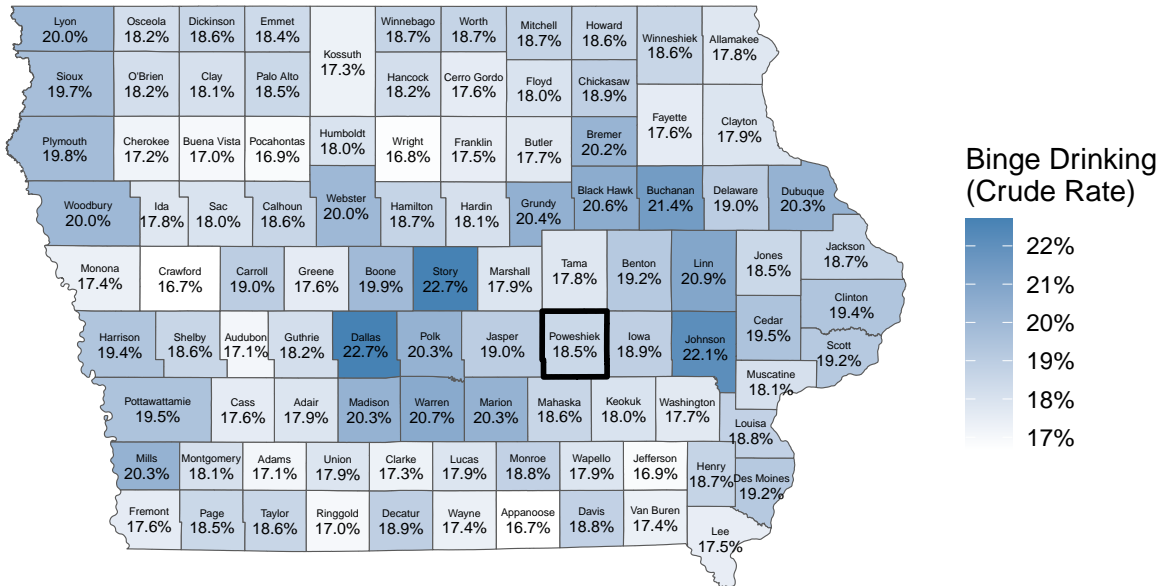 Lyon
20.0%
Osceola
18.2%
Dickinson
18.6%
Emmet
18.4%
Kossuth
17.3%
Winnebago
18.7%
Worth
18.7%
Mitchell
18.7%
Howard
18.6%
Winneshiek
18.6%
Allamakee
17.8%
Sioux
19.7%
O'Brien
18.2%
Clay
18.1%
Palo Alto
18.5%
Hancock
18.2%
Cerro Gordo
17.6%
Floyd
18.0%
Chickasaw
18.9%
Fayette
17.6%
Clayton
17.9%
Plymouth
19.8%
Cherokee
17.2%
Buena Vista
17.0%
Pocahontas
16.9%
Humboldt
18.0%
Wright
16.8%
Franklin
17.5%
Butler
17.7%
Bremer
20.2%
Woodbury
20.0%
Ida
17.8%
Sac
18.0%
Calhoun
18.6%
Webster
20.0%
Hamilton
18.7%
Hardin
18.1%
Grundy
20.4%
Black Hawk
20.6%
Buchanan
21.4%
Delaware
19.0%
Dubuque
20.3%
Monona
17.4%
Crawford
16.7%
Carroll
19.0%
Greene
17.6%
Boone
19.9%
Story
22.7%
Marshall
17.9%
Tama
17.8%
Benton
19.2%
Linn
20.9%
Jones
18.5%
Jackson
18.7%
Clinton
19.4%
Harrison
19.4%
Shelby
18.6%
Audubon
17.1%
Guthrie
18.2%
Dallas
22.7%
Polk
20.3%
Jasper
19.0%
Poweshiek
18.5%
Iowa
18.9%
Johnson
22.1%
Cedar
19.5%
Scott
19.2%
Muscatine
18.1%
Pottawattamie
19.5%
Cass
17.6%
Adair
17.9%
Madison
20.3%
Warren
20.7%
Marion
20.3%
Mahaska
18.6%
Keokuk
18.0%
Washington
17.7%
Louisa
18.8%
Mills
20.3%
Montgomery
18.1%
Adams
17.1%
Union
17.9%
Clarke
17.3%
Lucas
17.9%
Monroe
18.8%
Wapello
17.9%
Jefferson
16.9%
Henry
18.7%
Des Moines
19.2%
Fremont
17.6%
Page
18.5%
Taylor
18.6%
Ringgold
17.0%
Decatur
18.9%
Wayne
17.4%
Appanoose
16.7%
Davis
18.8%
Van Buren
17.4%
Lee
17.5%
Binge Drinking
(Crude Rate)
22%
21%
20%
19%
18%
17%